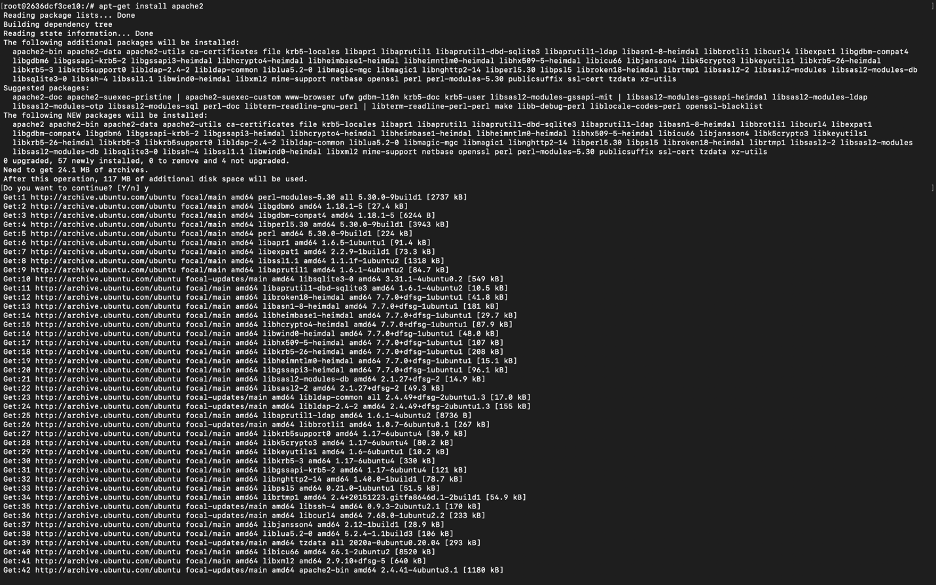 [root@2636dcf3ce10:/# apt-get install apache2
Reading package lists... Done
Building dependency tree
Reading state information... Done
The following additional packages will be installed:
apache2-bin apache2-data apache2-utils ca-certificates file krb5-locales libapr1 libaprutil1 libaprutil1-dbd-sqlite3 libaprutil1-ldap libasn1-8-heimdal libbrotli1 libcurl4 libexpat1 libgdbm-compat4
libgdbm6 libgssapi-krb5-2 libgssapi3-heimdal libhcrypto4-heimdal libheimbase1-heimdal libheimntlm0-heimdal libhx509-5-heimdal libicu66 libjansson4 libk5crypto3 libkeyutils1 libkrb5-26-heimdal
libkrb5-3 libkrb5support0 libldap-2.4-2 libldap-common liblua5.2-0 libmagic-mgc libmagic1 libnghttp2-14 libperl5.30 libpsl5 libroken18-heimdal librtmp1 libsasl2-2 libsasl2-modules libsasl2-modules-db
libsqlite3-0 libssh-4 libssl1.1 libwind0-heimdal libxml2 mime-support netbase openssl perl perl-modules-5.30 publicsuffix ssl-cert tzdata xz-utils
Suggested packages:
apache2-doc apache2-suexec-pristine | apache2-suexec-custom www-browser ufw gdbm-l10n krb5-doc krb5-user libsasl2-modules-gssapi-mit | libsasl2-modules-gssapi-heimdal libsasl2-modules-ldap
libsasl2-modules-otp libsasl2-modules-sql perl-doc libterm-readline-gnu-perl | libterm-readline-perl-perl make libb-debug-perl liblocale-codes-perl openssl-blacklist
The following NEW packages will be installed:
apache2 apache2-bin apache2-data apache2-utils ca-certificates file krb5-locales libapr1 libaprutil1 libaprutil1-dbd-sqlite3 libaprutil1-ldap libasn1-8-heimdal libbrotli1 libcurl4 libexpat1
libgdbm-compat4 libgdbm6 libgssapi-krb5-2 libgssapi3-heimdal libhcrypto4-heimdal libheimbase1-heimdal libheimntlm0-heimdal libhx509-5-heimdal libicu66 libjansson4 libk5crypto3 libkeyutils1
libkrb5-26-heimdal libkrb5-3 libkrb5support0 libldap-2.4-2 libldap-common liblua5.2-0 libmagic-mgc libmagic1 libnghttp2-14 libperl5.30 libpsl5 libroken18-heimdal librtmp1 libsasl2-2 libsasl2-modules
libsasl2-modules-db libsqlite3-0 libssh-4 libssl1.1 libwind0-heimdal libxml2 mime-support netbase openssl perl perl-modules-5.30 publicsuffix ssl-cert tzdata xz-utils
0 upgraded, 57 newly installed, 0 to remove and 4 not upgraded.
Need to get 24.1 MB of archives.
After this operation, 117 MB of additional disk space will be used.
[Do you want to continue? [Y/n] y
Get:1 http://archive.ubuntu.com/ubuntu focal/main amd64 perl-modules-5.30 all 5.30.0-9build1 [2737 kB]
Get:2 http://archive.ubuntu.com/ubuntu focal/main amd64 libgdbm6 amd64 1.18.1-5 [27.4 kB]
Get:3 http://archive.ubuntu.com/ubuntu focal/main amd64 libgdbm-compat4 amd64 1.18.1-5 [6244 B]
Get:4 http://archive.ubuntu.com/ubuntu focal/main amd64 libperl5.30 amd64 5.30.0-9build1 [3943 kB]
Get:5 http://archive.ubuntu.com/ubuntu focal/main amd64 perl amd64 5.30.0-9build1 [224 kB]
Get:6 http://archive.ubuntu.com/ubuntu focal/main amd64 libapr1 amd64 1.6.5-1ubuntu1 [91.4 kB]
Get:7 http://archive.ubuntu.com/ubuntu focal/main amd64 libexpat1 amd64 2.2.9-1build1 [73.3 kB]
Get:8 http://archive.ubuntu.com/ubuntu focal/main amd64 libssl1.1 amd64 1.1.1f-1ubuntu2 [1318 kB]
Get:9 http://archive.ubuntu.com/ubuntu focal/main amd64 libaprutil1 amd64 1.6.1-4ubuntu2 [84.7 kB]
Get:10 http://archive.ubuntu.com/ubuntu focal-updates/main amd64 libsqlite3-0 amd64 3.31.1-4ubuntu0.2 [549 kB]
Get:11 http://archive.ubuntu.com/ubuntu focal/main amd64 libaprutil1-dbd-sqlite3 amd64 1.6.1-4ubuntu2 [10.5 kB]
Get:12 http://archive.ubuntu.com/ubuntu focal/main amd64 libroken18-heimdal amd64 7.7.0+dfsg-1ubuntu1 [41.8 kB]
Get:13 http://archive.ubuntu.com/ubuntu focal/main amd64 libasn1-8-heimdal amd64 7.7.0+dfsg-1ubuntu1 [181 kB]
Get:14 http://archive.ubuntu.com/ubuntu focal/main amd64 libheimbase1-heimdal amd64 7.7.0+dfsg-1ubuntu1 [29.7 kB]
Get:15 http://archive.ubuntu.com/ubuntu focal/main amd64 libhcrypto4-heimdal amd64 7.7.0+dfsg-1ubuntu1 [87.9 kB]
Get:16 http://archive.ubuntu.com/ubuntu focal/main amd64 libwind0-heimdal amd64 7.7.0+dfsg-1ubuntu1 [48.0 kB]
Get:17 http://archive.ubuntu.com/ubuntu focal/main amd64 libhx509-5-heimdal amd64 7.7.0+dfsg-1ubuntu1 [107 kB]
Get:18 http://archive.ubuntu.com/ubuntu focal/main amd64 libkrb5-26-heimdal amd64 7.7.0+dfsg-1ubuntu1 [208 kB]
Get:19 http://archive.ubuntu.com/ubuntu focal/main amd64 libheimntlm0-heimdal amd64 7.7.0+dfsg-1ubuntu1 [15.1 kB]
Get:20 http://archive.ubuntu.com/ubuntu focal/main amd64 libgssapi3-heimdal amd64 7.7.0+dfsg-1ubuntu1 [96.1 kB]
Get:21 http://archive.ubuntu.com/ubuntu focal/main amd64 libsasl2-modules-db amd64 2.1.27+dfsg-2 [14.9 kB]
Get:22 http://archive.ubuntu.com/ubuntu focal/main amd64 libsasl2-2 amd64 2.1.27+dfsg-2 [49.3 kB]
Get:23 http://archive.ubuntu.com/ubuntu focal-updates/main amd64 libldap-common all 2.4.49+dfsg-2ubuntu1.3 [17.0 kB]
Get:24 http://archive.ubuntu.com/ubuntu focal-updates/main amd64 libldap-2.4-2 amd64 2.4.49+dfsg-2ubuntu1.3 [155 kB]
Get:25 http://archive.ubuntu.com/ubuntu focal/main amd64 libaprutil1-ldap amd64 1.6.1-4ubuntu2 [8736 B]
Get:26 http://archive.ubuntu.com/ubuntu focal-updates/main amd64 libbrotli1 amd64 1.0.7-6ubuntu0.1 [267 kB]
Get:27 http://archive.ubuntu.com/ubuntu focal/main amd64 libkrb5support0 amd64 1.17-6ubuntu4 [30.9 kB]
Get:28 http://archive.ubuntu.com/ubuntu focal/main amd64 libk5crypto3 amd64 1.17-6ubuntu4 [80.2 kB]
Get:29 http://archive.ubuntu.com/ubuntu focal/main amd64 libkeyutils1 amd64 1.6-6ubuntu1 [10.2 kB]
Get:30 http://archive.ubuntu.com/ubuntu focal/main amd64 libkrb5-3 amd64 1.17-6ubuntu4 [330 kB]
Get:31 http://archive.ubuntu.com/ubuntu focal/main amd64 libgssapi-krb5-2 amd64 1.17-6ubuntu4 [121 kB]
Get:32 http://archive.ubuntu.com/ubuntu focal/main amd64 libnghttp2-14 amd64 1.40.0-1build1 [78.7 kB]
Get:33 http://archive.ubuntu.com/ubuntu focal/main amd64 libpsl5 amd64 0.21.0-1ubuntu1 [51.5 kB]
Get:34 http://archive.ubuntu.com/ubuntu focal/main amd64 librtmp1 amd64 2.4+20151223.gitfa8646d.1-2build1 [54.9 kB]
Get:35 http://archive.ubuntu.com/ubuntu focal-updates/main amd64 libssh-4 amd64 0.9.3-2ubuntu2.1 [170 kB]
Get:36 http://archive.ubuntu.com/ubuntu focal-updates/main amd64 libcurl4 amd64 7.68.0-1ubuntu2.2 [233 kB]
Get:37 http://archive.ubuntu.com/ubuntu focal/main amd64 libjansson4 amd64 2.12-1build1 [28.9 kB]
Get:38 http://archive.ubuntu.com/ubuntu focal/main amd64 liblua5.2-0 amd64 5.2.4-1.1build3 [106 kB]
Get:39 http://archive.ubuntu.com/ubuntu focal-updates/main amd64 tzdata all 2020a-0ubuntu0.20.04 [293 kB]
Get:40 http://archive.ubuntu.com/ubuntu focal/main amd64 libicu66 amd64 66.1-2ubuntu2 [8520 kB]
Get:41 http://archive.ubuntu.com/ubuntu focal/main amd64 libxml2 amd64 2.9.10+dfsg-5 [640 kB]
Get:42 http://archive.ubuntu.com/ubuntu focal-updates/main amd64 apache2-bin amd64 2.4.41-4ubuntu3.1 [1180 kB]